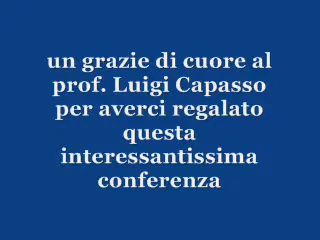 un grazie di cuore al
prof. Luigi Capasso
per averci regalato
questa
interessantissima
conferenza